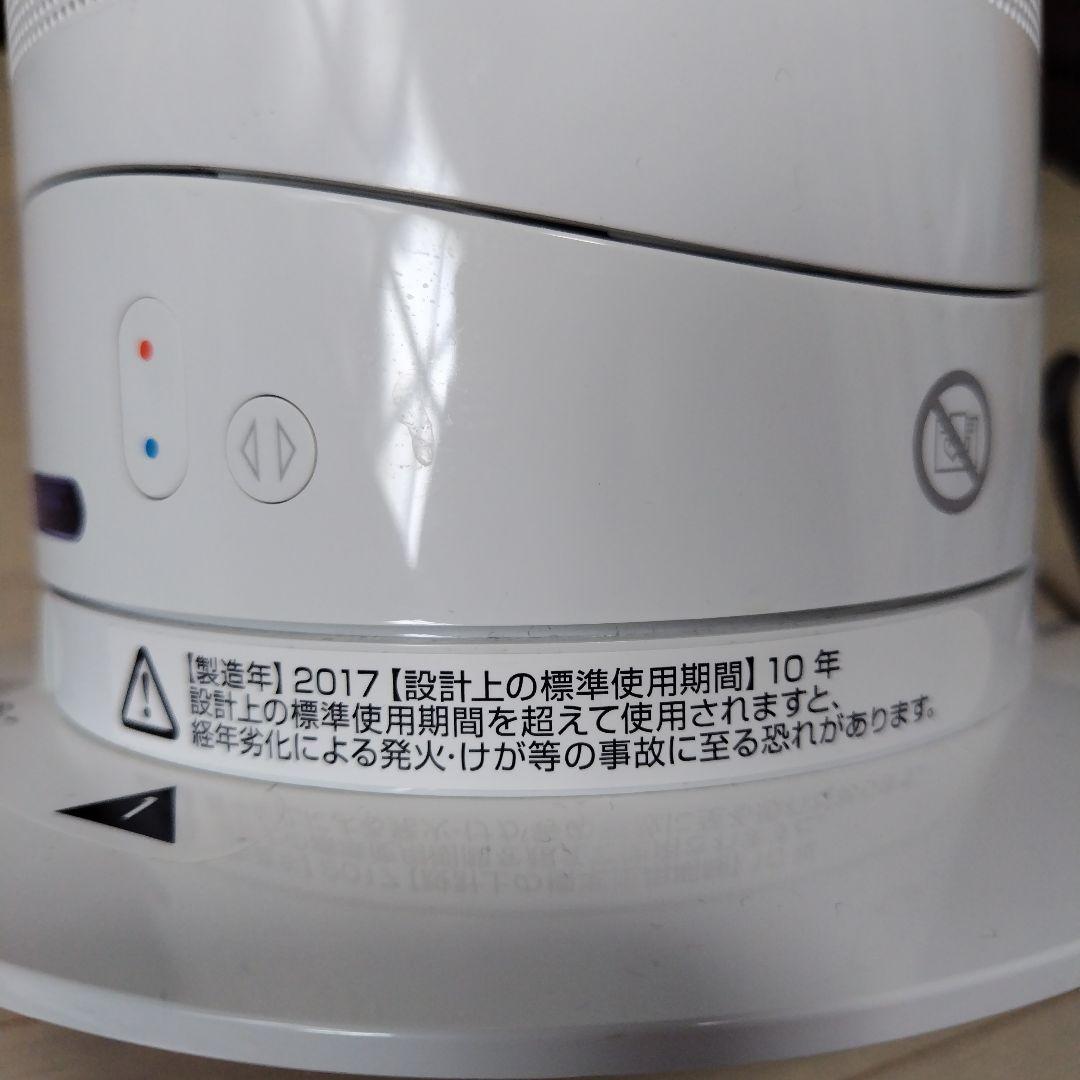 【製造年】2017【設計上の標準使用期間】10 年
設計上の標準使用期間を超えて使用されますと、
経年劣化による発火・けが等の事故に至る恐れがあります。
1